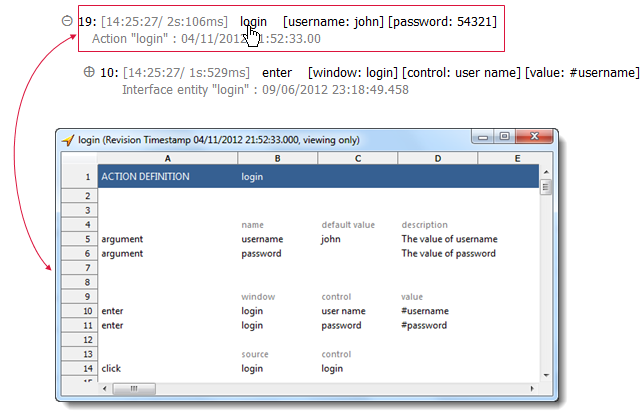 19: [14:25:27/ 2s:106ms] login [username: john] [password: 54321]
Action "login" : 04/11/2012 21:52:33.00
10: [14:25:27/ 1s:529ms] enter [window: login] [control: user name] [value: #username]
Interface entity "login" : 09/06/2012 23:18:49.458
login (Revision Timestamp 04/11/2012 21:52:33.000, viewing only)
A B C D E
1 ACTION DEFINITION login
2
3
4 name default value description
5 argument username john The value of username
6 argument password The value of password
7
8
9 window control value
10 enter login user name #username
11 enter login password #password
12
13 source control
14 click login login
15